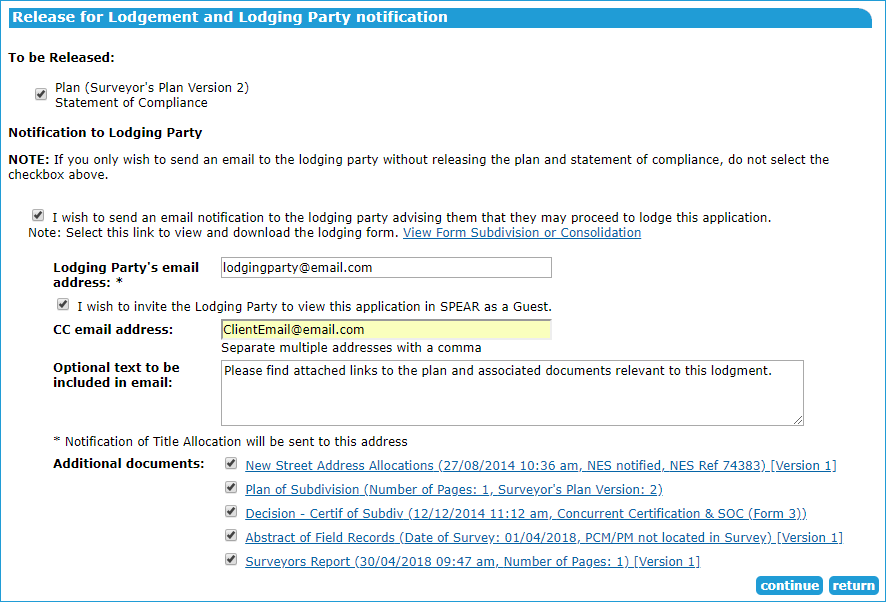 Release for Lodgement and Lodging Party notification
To be Released:
Plan (Surveyor's Plan Version 2)
Statement of Compliance
Notification to Lodging Party
NOTE: If you only wish to send an email to the lodging party without releasing the plan and statement of compliance, do not select the
checkbox above.
I wish to send an email notification to the lodging party advising them that they may proceed to lodge this application.
Note: Select this link to view and download the lodging form. View Form Subdivision or Consolidation
Lodging Party's email
address: *
lodgingparty@email.com
I wish to invite the Lodging Party to view this application in SPEAR as a Guest.
CC email address:
ClientEmail@email.com
Separate multiple addresses with a comma
Optional text to be
included in email:
Please find attached links to the plan and associated documents relevant to this lodgment.
* Notification of Title Allocation will be sent to this address
Additional documents:
New Street Address Allocations (27/08/2014 10:36 am, NES notified, NES Ref 74383) [Version 1]
Plan of Subdivision (Number of Pages: 1, Surveyor's Plan Version: 2)
Decision - Certif of Subdiv (12/12/2014 11:12 am, Concurrent Certification & SOC (Form 3))
Abstract of Field Records (Date of Survey: 01/04/2018, PCM/PM not located in Survey) [Version 1]
Surveyors Report (30/04/2018 09:47 am, Number of Pages: 1) [Version 1]
continue return